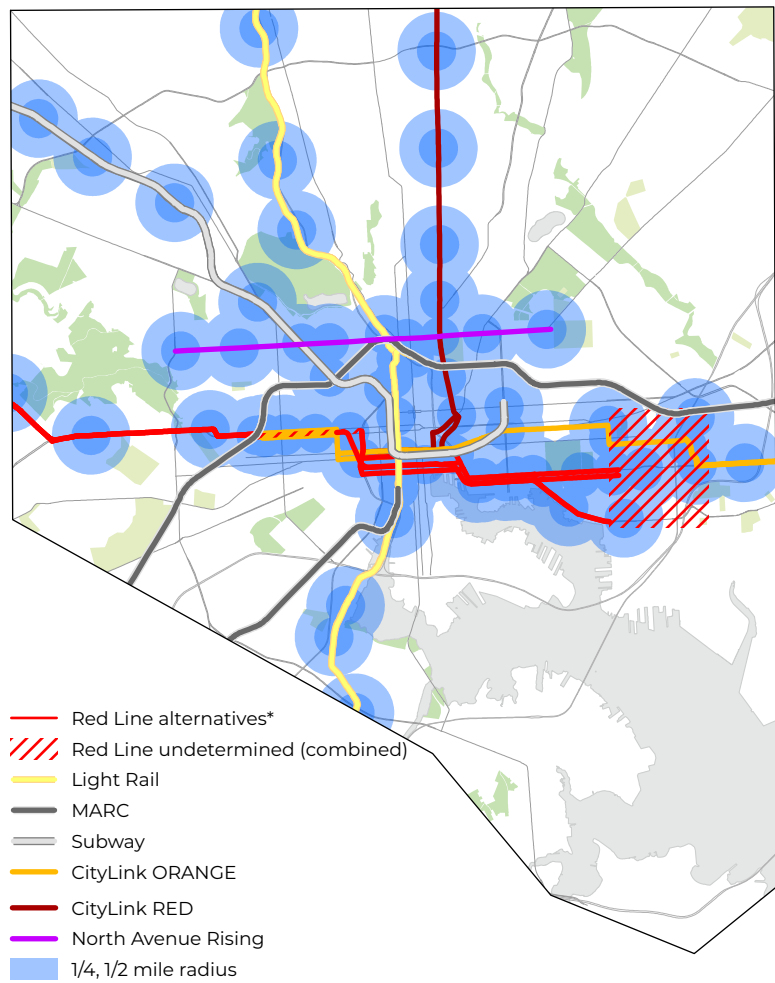 Red Line alternatives*
Red Line undetermined (combined)
Light Rail
MARC
Subway
CityLink ORANGE
CityLink RED
North Avenue Rising
1/4, 1/2 mile radius